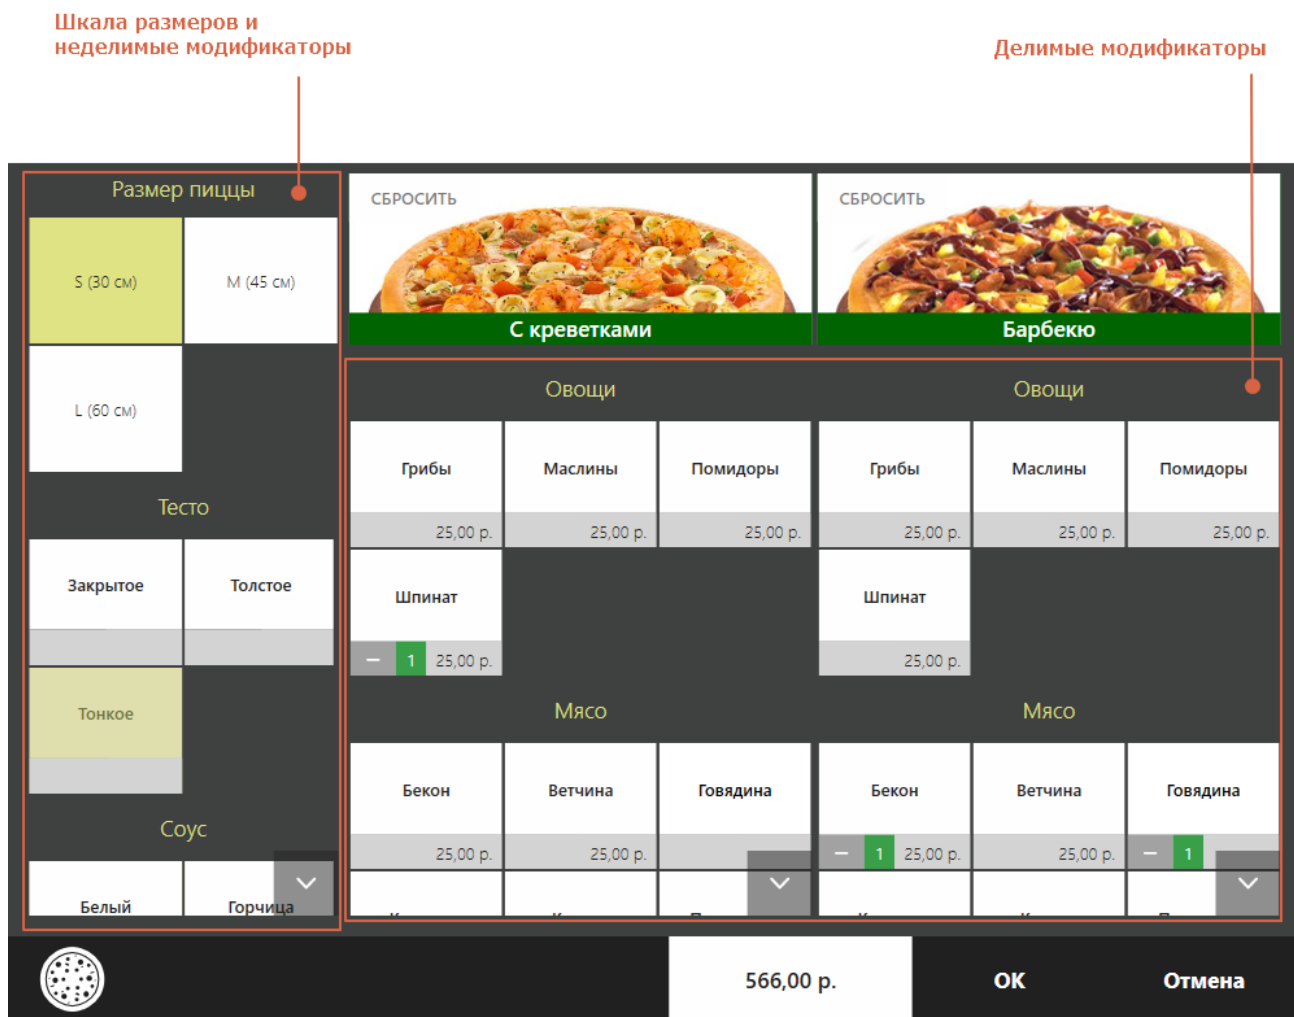 Шкала размеров и
неделимые модификаторы
Делимые модификаторы
Размер пиццы
S (30 см)
M (45 см)
L (60 см)
Тесто
Закрытое
Толстое
Тонкое
Соус
Белый
Горчица
СБРОСИТЬ
С креветками
СБРОСИТЬ
Барбекю
Овощи
Грибы
Маслины
Помидоры
25,00 р.
25,00 р.
25,00 р.
Шпинат
– 1 25,00 р.
Мясо
Бекон
Ветчина
Говядина
25,00 р.
25,00 р.
Овощи
Грибы
Маслины
Помидоры
25,00 р.
25,00 р.
25,00 р.
Шпинат
25,00 р.
Мясо
Бекон
Ветчина
Говядина
– 1 25,00 р.
25,00 р.
– 1
566,00 р.
ОК
Отмена